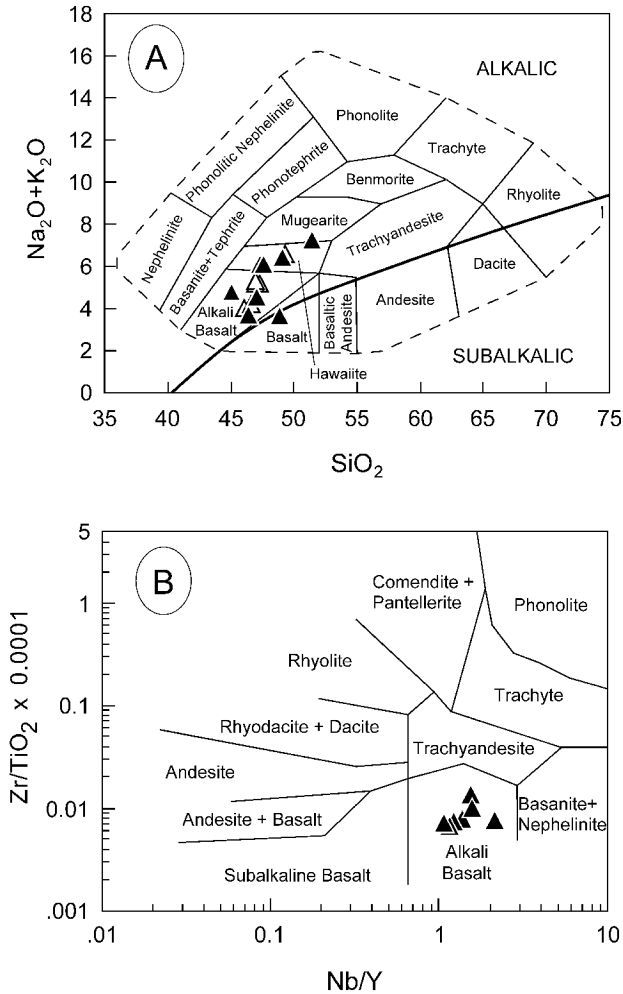 A
18
16
14
12
10
8
6
4
2
0
Na2O+K2O
ALKALIC
Phonolite
Trachyte
Phonolitic Nephelinite
Phonotephrite
Benmorite
Rhyolite
Nephelinite
Basanite+Tephrite
Mugearite
Trachyandesite
Dacite
Alkali
Basalt
Basalt
Basaltic
Andesite
Andesite
SUBALKALIC
Hawaiite
35
40
45
50
55
60
65
70
75
SiO2
B
5
1
0.1
0.01
.001
Zr/TiO2 x 0.0001
Comendite +
Pantellerite
Phonolite
Rhyolite
Trachyte
Rhyodacite + Dacite
Trachyandesite
Andesite
Andesite + Basalt
Basanite+
Nephelinite
Alkali
Basalt
Subalkaline Basalt
.01
0.1
1
10
Nb/Y